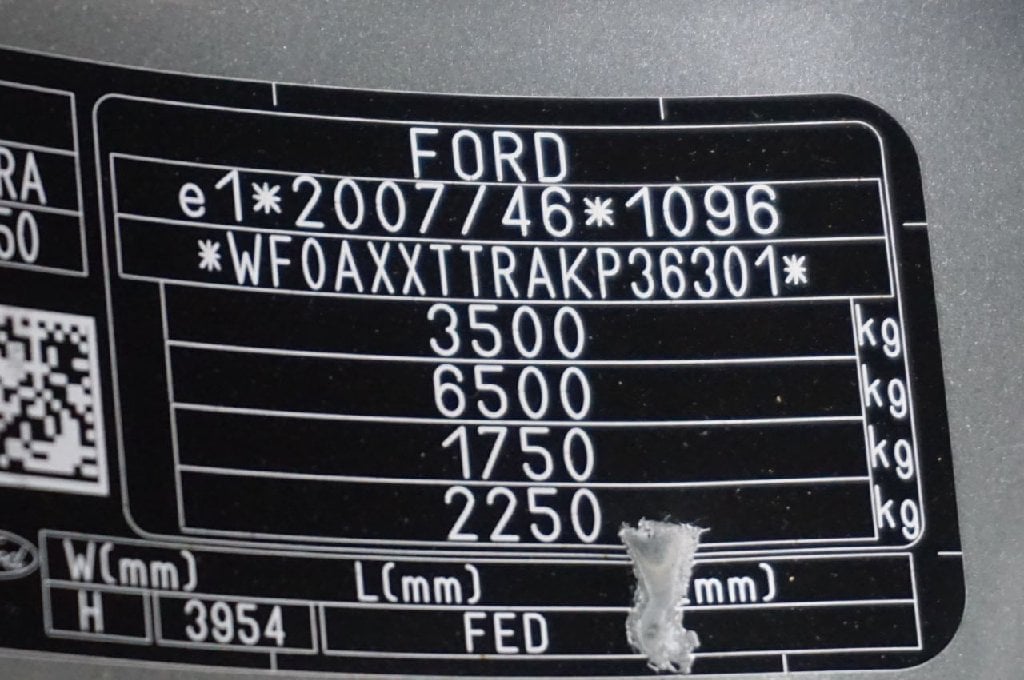 FORD
RA
e1*2007/46*1096
50
*WF0AXXTTRAKP36301*
3500 kg
6500 kg
1750 kg
2250 kg
W(mm) L(mm) (mm)
H 3954 FED